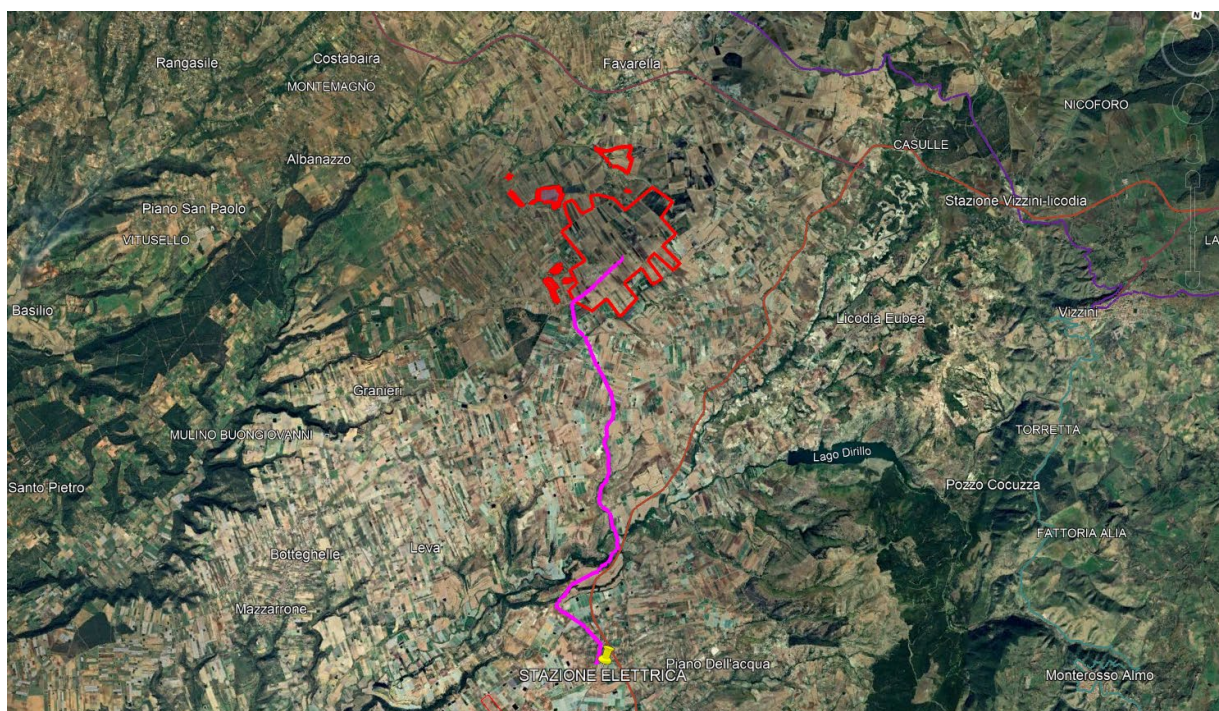 N
Rangasile
Costabaira
Favarella
MONTEMAGNO
NICOFORO
CASULLE
Albanazzo
Stazione Vizzini-licodia
Piano San Paolo
VITUSELLO
LA
Basilio
Licodia Eubea
Vizzini
Granieri
MULINO BUONGIOVANNI
TORRETTA
Lago Dirillo
Santo Pietro
Pozzo Cocuzza
FATTORIA ALIA
Botteghelle
Leva
Mazzarrone
Piano Dell'acqua
STAZIONE ELETTRICA
Monterosso Almo